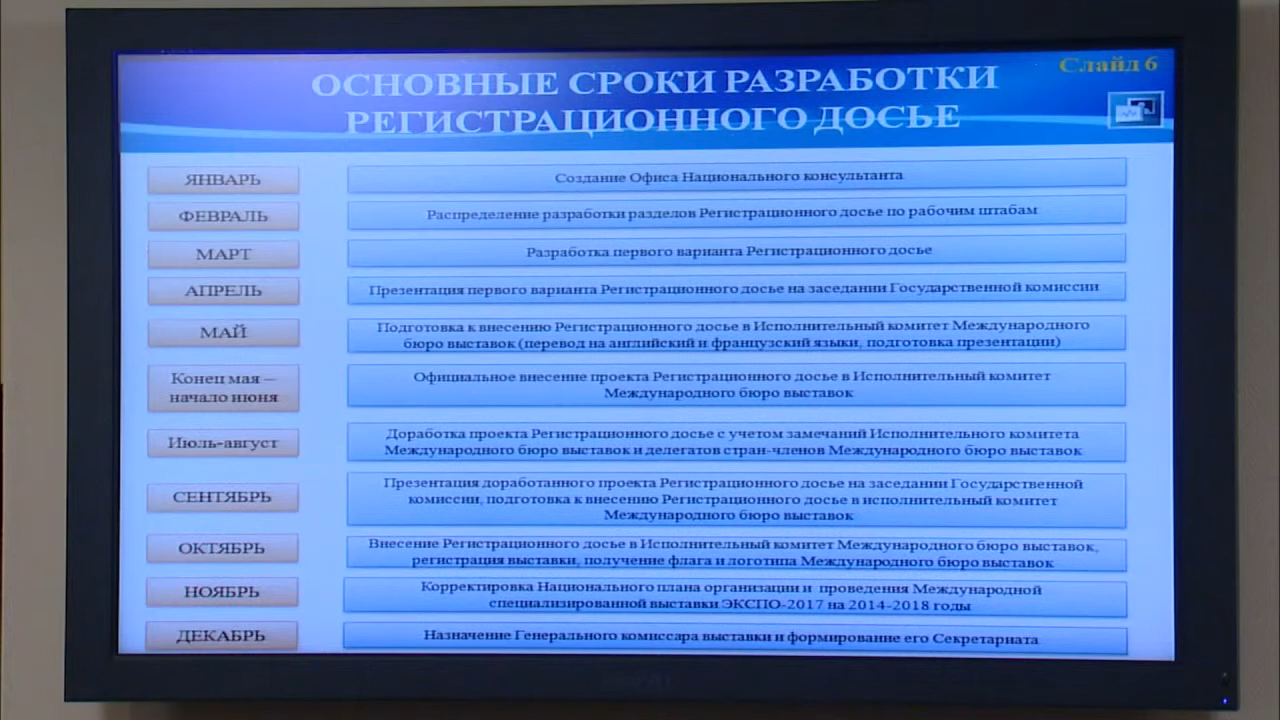 Слайд 6
ОСНОВНЫЕ СРОКИ РАЗРАБОТКИ
РЕГИСТРАЦИОННОГО ДОСЬЕ
ЯНВАРЬ
Создание Офиса Национального консультанта
ФЕВРАЛЬ
Распределение разработки разделов Регистрационного досье по рабочим штабам
МАРТ
Разработка первого варианта Регистрационного досье
АПРЕЛЬ
Презентация первого варианта Регистрационного досье на заседании Государственной комиссии
МАЙ
Подготовка к внесению Регистрационного досье в Исполнительный комитет Международного
бюро выставок (перевод на английский и французский языки, подготовка презентации)
Конец мая –
начало июня
Официальное внесение проекта Регистрационного досье в Исполнительный комитет
Международного бюро выставок
Июль-август
Доработка проекта Регистрационного досье с учетом замечаний Исполнительного комитета
Международного бюро выставок и делегатов стран-членов Международного бюро выставок
СЕНТЯБРЬ
Презентация доработанного проекта Регистрационного досье на заседании Государственной
комиссии, подготовка к внесению Регистрационного досье в исполнительный комитет
Международного бюро выставок
ОКТЯБРЬ
Внесение Регистрационного досье в Исполнительный комитет Международного бюро выставок,
регистрация выставки, получение флага и логотипа Международного бюро выставок
НОЯБРЬ
Корректировка Национального плана организации и проведения Международной
специализированной выставки ЭКСПО-2017 на 2014-2018 годы
ДЕКАБРЬ
Назначение Генерального комиссара выставки и формирование его Секретариата